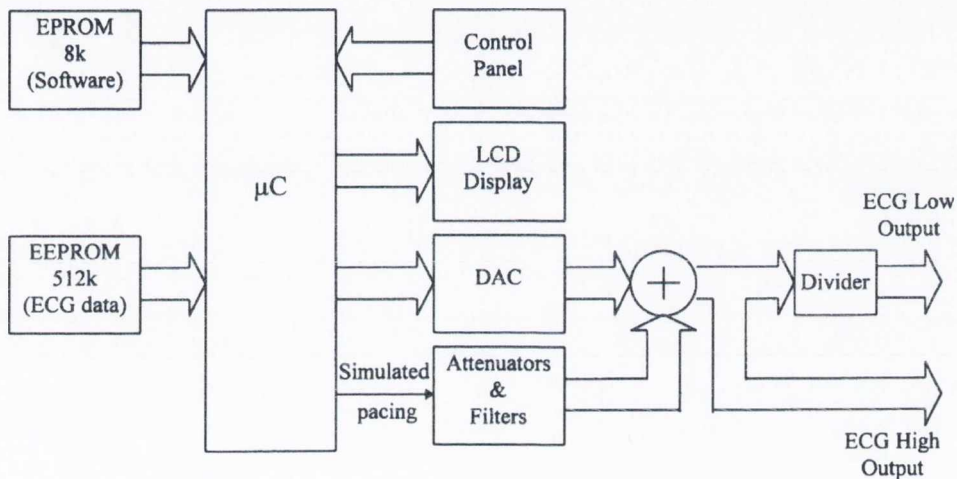 EPROM
8k
(Software)
Control
Panel
μC
LCD
Display
ECG Low
Output
EEPROM
512k
(ECG data)
DAC
+
Divider
Simulated
pacing
Attenuators
&
Filters
ECG High
Output